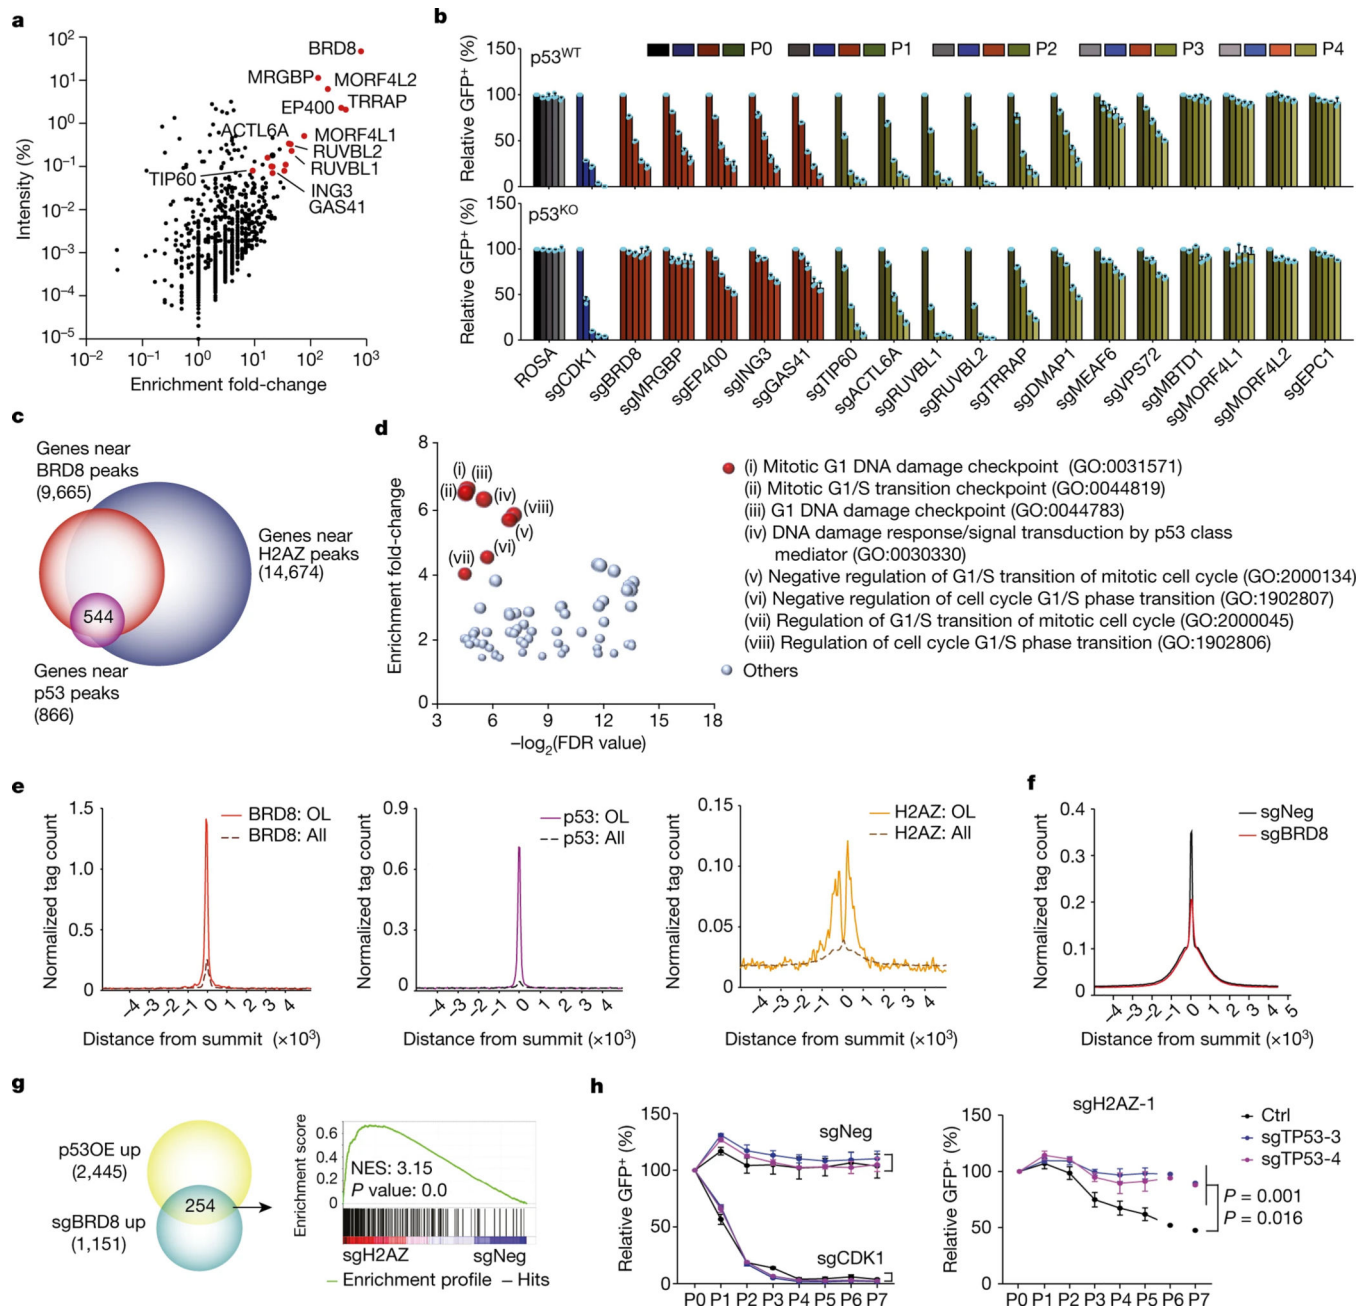 a
10²
10¹
10⁰
10⁻¹
10⁻²
10⁻³
10⁻⁴
10⁻⁵
Intensity (%)
BRD8
MRGBP
MORF4L2
EP400
TRRAP
ACTL6A
MORF4L1
RUVBL2
RUVBL1
TIP60
ING3
GAS41
10⁻² 10⁻¹ 10⁰ 10¹ 10² 10³
Enrichment fold-change
b
P0 P1 P2 P3 P4
p53ᵂᵀ
150
100
50
0
Relative GFP⁺ (%)
p53ᴷᴼ
150
100
50
0
Relative GFP⁺ (%)
ROSA
sgCDK1
sgBRD8
sgMRGBP
sgEP400
sgING3
sgGAS41
sgTIP60
sgACTL6A
sgRUVBL1
sgRUVBL2
sgTRRAP
sgDMAP1
sgMEAF6
sgVPS72
sgMBTD1
sgMORF4L1
sgMORF4L2
sgEPC1
c
Genes near
BRD8 peaks
(9,665)
Genes near
H2AZ peaks
(14,674)
544
Genes near
p53 peaks
(866)
d
8
6
4
2
0
Enrichment fold-change
(i) (iii)
(ii) (iv)
(viii)
(v)
(vi)
(vii)
3 6 9 12 15 18
–log₂(FDR value)
(i) Mitotic G1 DNA damage checkpoint (GO:0031571)
(ii) Mitotic G1/S transition checkpoint (GO:0044819)
(iii) G1 DNA damage checkpoint (GO:0044783)
(iv) DNA damage response/signal transduction by p53 class
mediator (GO:0030330)
(v) Negative regulation of G1/S transition of mitotic cell cycle (GO:2000134)
(vi) Negative regulation of cell cycle G1/S phase transition (GO:1902807)
(vii) Regulation of G1/S transition of mitotic cell cycle (GO:2000045)
(viii) Regulation of cell cycle G1/S phase transition (GO:1902806)
Others
e
1.5
1.0
0.5
0
Normalized tag count
BRD8: OL
BRD8: All
–4 –3 –2 –1 0 1 2 3 4
Distance from summit (×10³)
0.9
0.6
0.3
0
Normalized tag count
p53: OL
p53: All
–4 –3 –2 –1 0 1 2 3 4
Distance from summit (×10³)
0.15
0.10
0.05
0
Normalized tag count
H2AZ: OL
H2AZ: All
–4 –3 –2 –1 0 1 2 3 4
Distance from summit (×10³)
f
0.4
0.3
0.2
0.1
0
Normalized tag count
sgNeg
sgBRD8
–4 –3 –2 –1 0 1 2 3 4 5
Distance from summit (×10³)
g
p53OE up
(2,445)
254
sgBRD8 up
(1,151)
Enrichment score
0.6
0.4
0.2
0
NES: 3.15
P value: 0.0
sgH2AZ sgNeg
Enrichment profile – Hits
h
150
100
50
0
Relative GFP⁺ (%)
sgNeg
sgCDK1
P0 P1 P2 P3 P4 P5 P6 P7
sgH2AZ-1
150
100
50
0
Relative GFP⁺ (%)
Ctrl
sgTP53-3
sgTP53-4
P = 0.001
P = 0.016
P0 P1 P2 P3 P4 P5 P6 P7